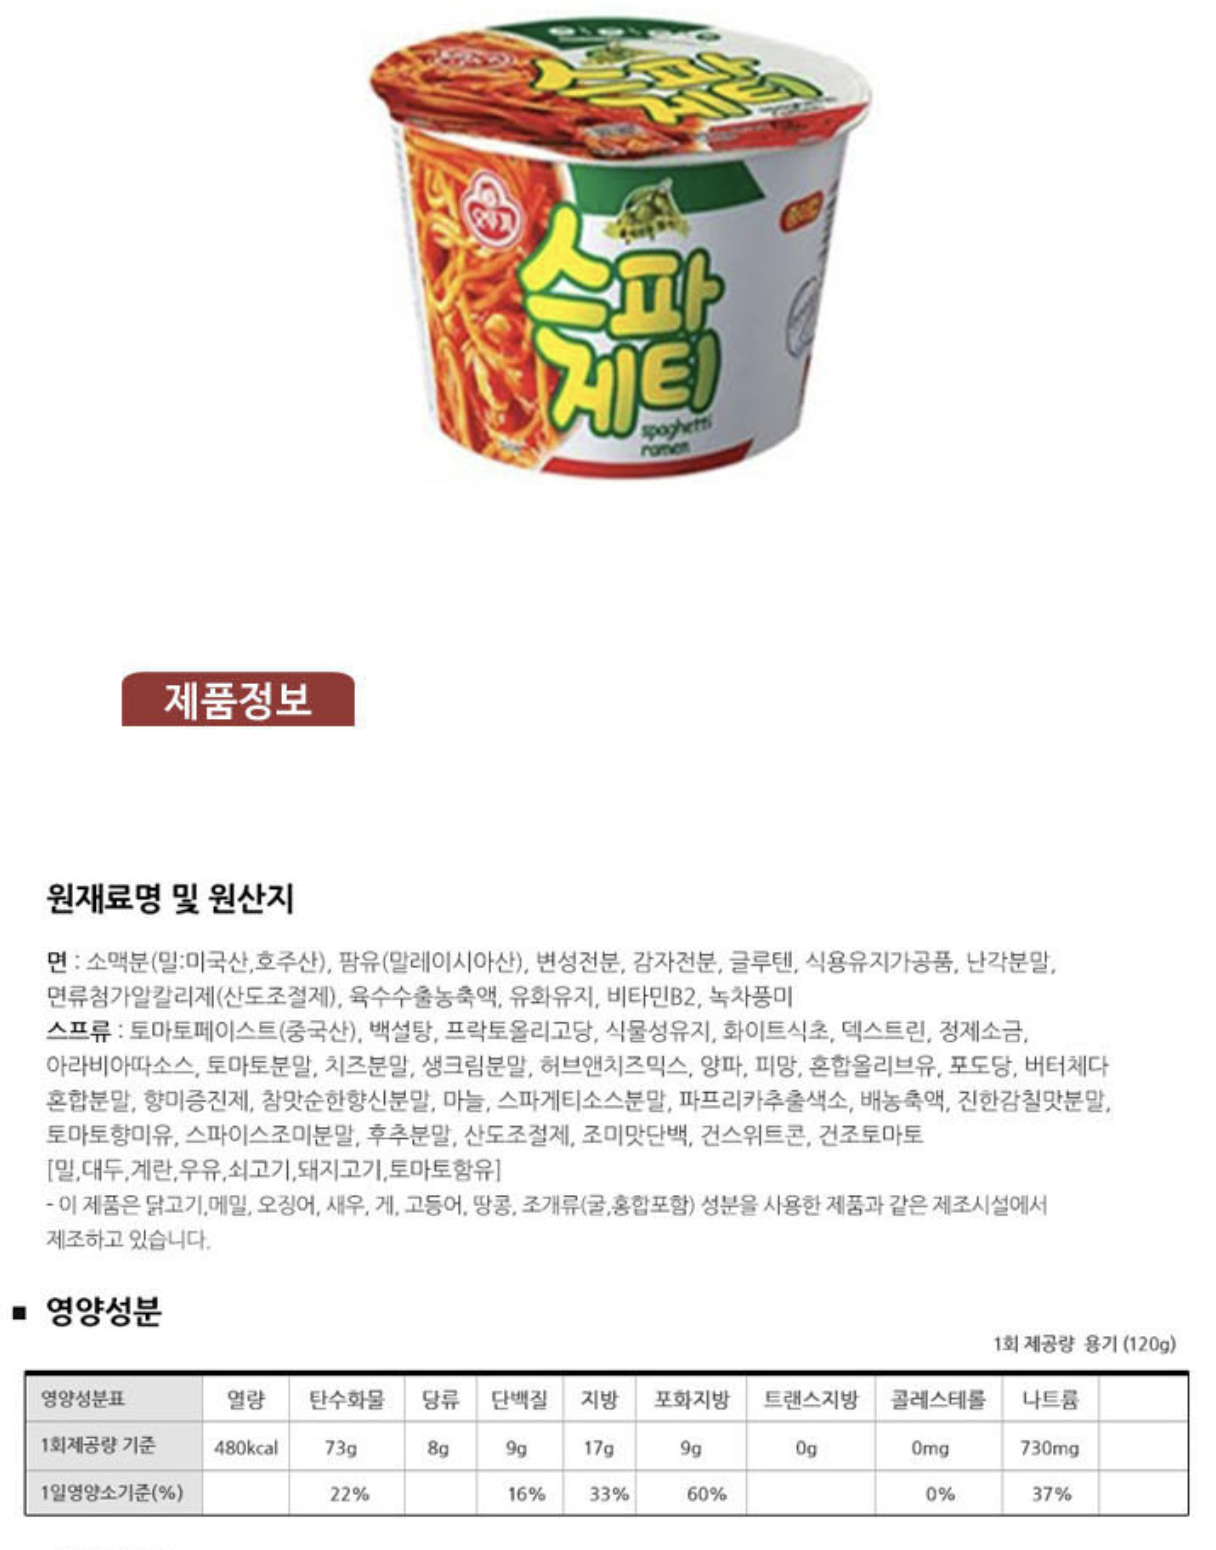 스파
게티
오뚜기
스파
게티
spaghetti
ramen
제품정보
원재료명 및 원산지
면 : 소맥분(밀:미국산,호주산), 팜유(말레이시아산), 변성전분, 감자전분, 글루텐, 식용유지가공품, 난각분말,
면류첨가알칼리제(산도조절제), 육수수출농축액, 유화유지, 비타민B2, 녹차풍미
스프류 : 토마토페이스트(중국산), 백설탕, 프락토올리고당, 식물성유지, 화이트식초, 덱스트린, 정제소금,
아라비아따소스, 토마토분말, 치즈분말, 생크림분말, 허브앤치즈믹스, 양파, 피망, 혼합올리브유, 포도당, 버터체다
혼합분말, 향미증진제, 참맛순한향신분말, 마늘, 스파게티소스분말, 파프리카추출색소, 배농축액, 진한감칠맛분말,
토마토향미유, 스파이스조미분말, 후추분말, 산도조절제, 조미맛단백, 건스위트콘, 건조토마토
[밀,대두,계란,우유,쇠고기,돼지고기,토마토함유]
- 이 제품은 닭고기,메밀, 오징어, 새우, 게, 고등어, 땅콩, 조개류(굴,홍합포함) 성분을 사용한 제품과 같은 제조시설에서
제조하고 있습니다.
■ 영양성분
1회 제공량 용기 (120g)
영양성분표 열량 탄수화물 당류 단백질 지방 포화지방 트랜스지방 콜레스테롤 나트륨
1회제공량 기준 480kcal 73g 8g 9g 17g 9g 0g 0mg 730mg
1일영양소기준(%) 22% 16% 33% 60% 0% 37%